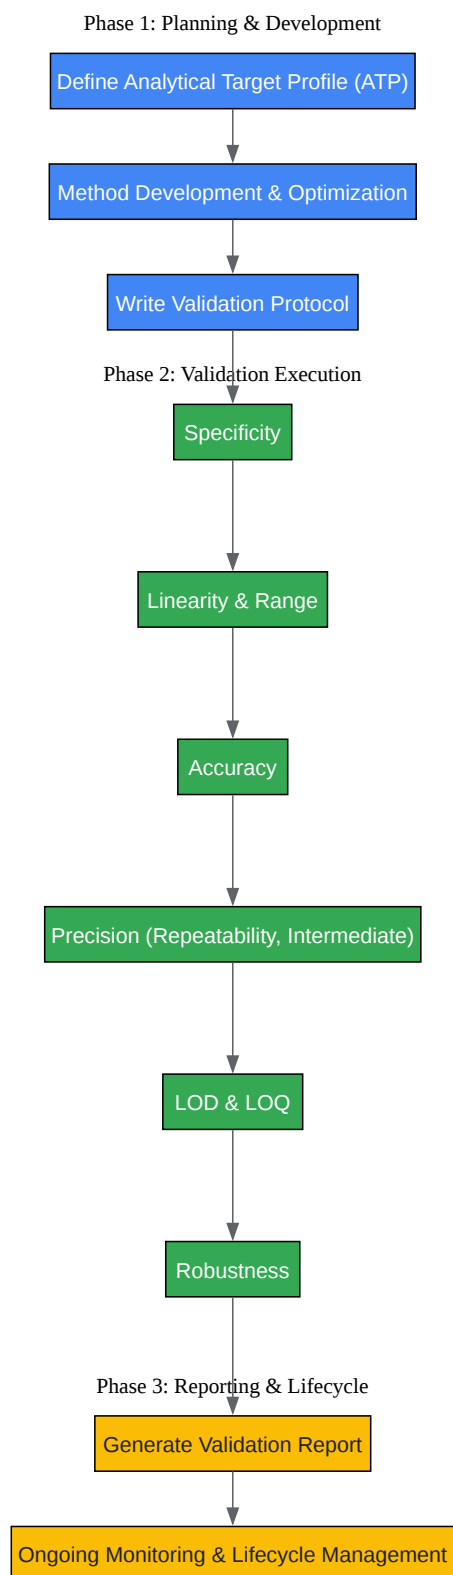 Phase 1: Planning & Development
Define Analytical Target Profile (ATP)
Method Development & Optimization
Write Validation Protocol
Phase 2: Validation Execution
Specificity
Linearity & Range
Accuracy
Precision (Repeatability, Intermediate)
LOD & LOQ
Robustness
Phase 3: Reporting & Lifecycle
Generate Validation Report
Ongoing Monitoring & Lifecycle Management